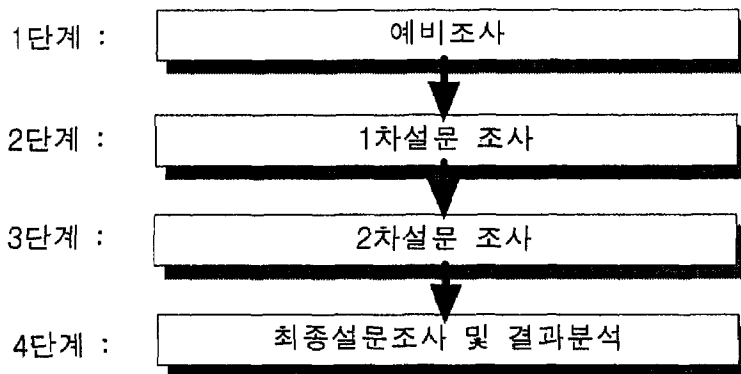 1단계 : 예비조사
2단계 : 1차설문 조사
3단계 : 2차설문 조사
4단계 : 최종설문조사 및 결과분석